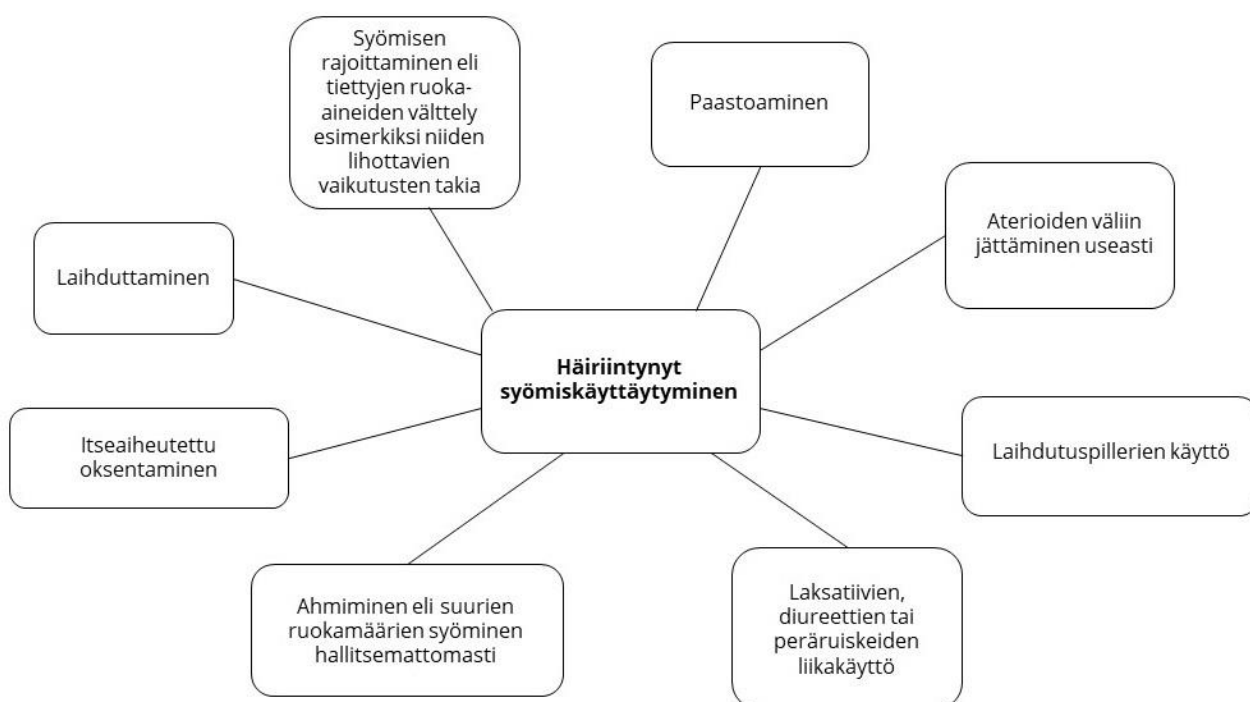 Syömisen
rajoittaminen eli
tiettyjen ruoka-
aineiden välttely
esimerkiksi niiden
lihottavien
vaikutusten takia
Paastoaminen
Aterioiden väliin
jättäminen useasti
Laihduttaminen
Häiriintynyt
syömiskäyttäytyminen
Itseaiheutettu
oksentaminen
Laihdutuspillerien käyttö
Ahmiminen eli suurien
ruokamäärien syöminen
hallitsemattomasti
Laksatiivien,
diureettien tai
peräruiskeiden
liikakäyttö